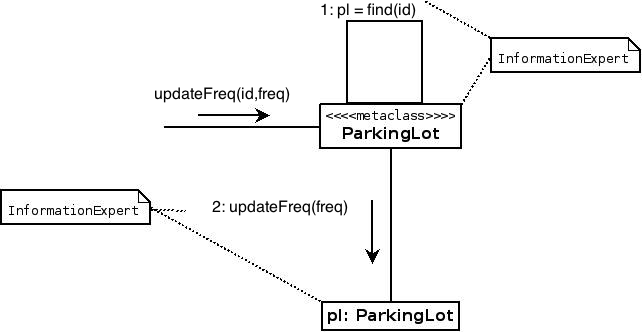 1: pl = find(id)
InformationExpert
updateFreq(id,freq)
<<<<metaclass>>>>
ParkingLot
InformationExpert
2: updateFreq(freq)
pl: ParkingLot